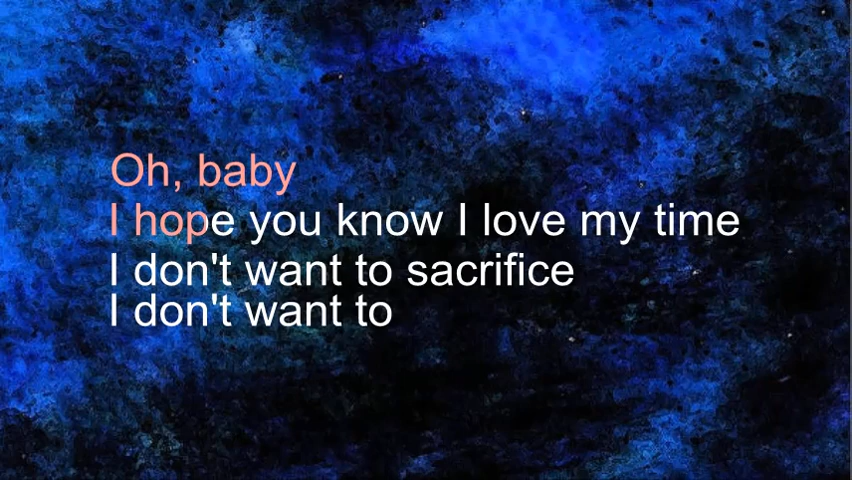 Oh, baby
I hope you know I love my time
I don't want to sacrifice
I don't want to